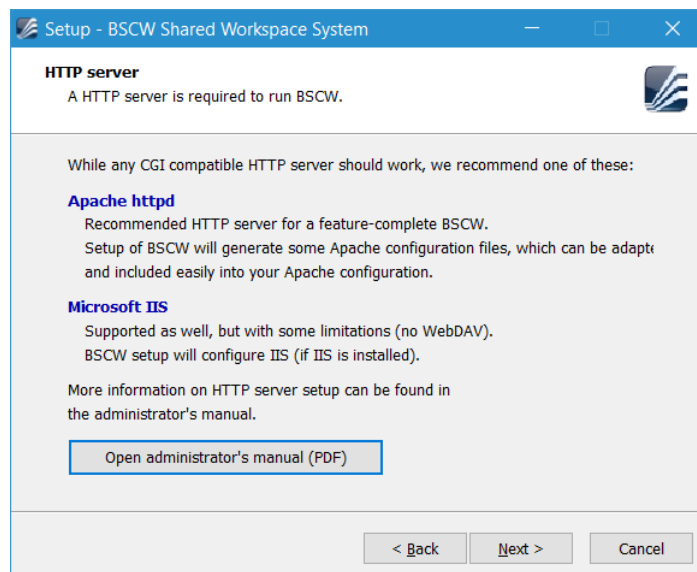 Setup - BSCW Shared Workspace System
HTTP server
A HTTP server is required to run BSCW.
While any CGI compatible HTTP server should work, we recommend one of these:
Apache httpd
Recommended HTTP server for a feature-complete BSCW.
Setup of BSCW will generate some Apache configuration files, which can be adapte
and included easily into your Apache configuration.
Microsoft IIS
Supported as well, but with some limitations (no WebDAV).
BSCW setup will configure IIS (if IIS is installed).
More information on HTTP server setup can be found in
the administrator's manual.
Open administrator's manual (PDF)
< Back Next > Cancel